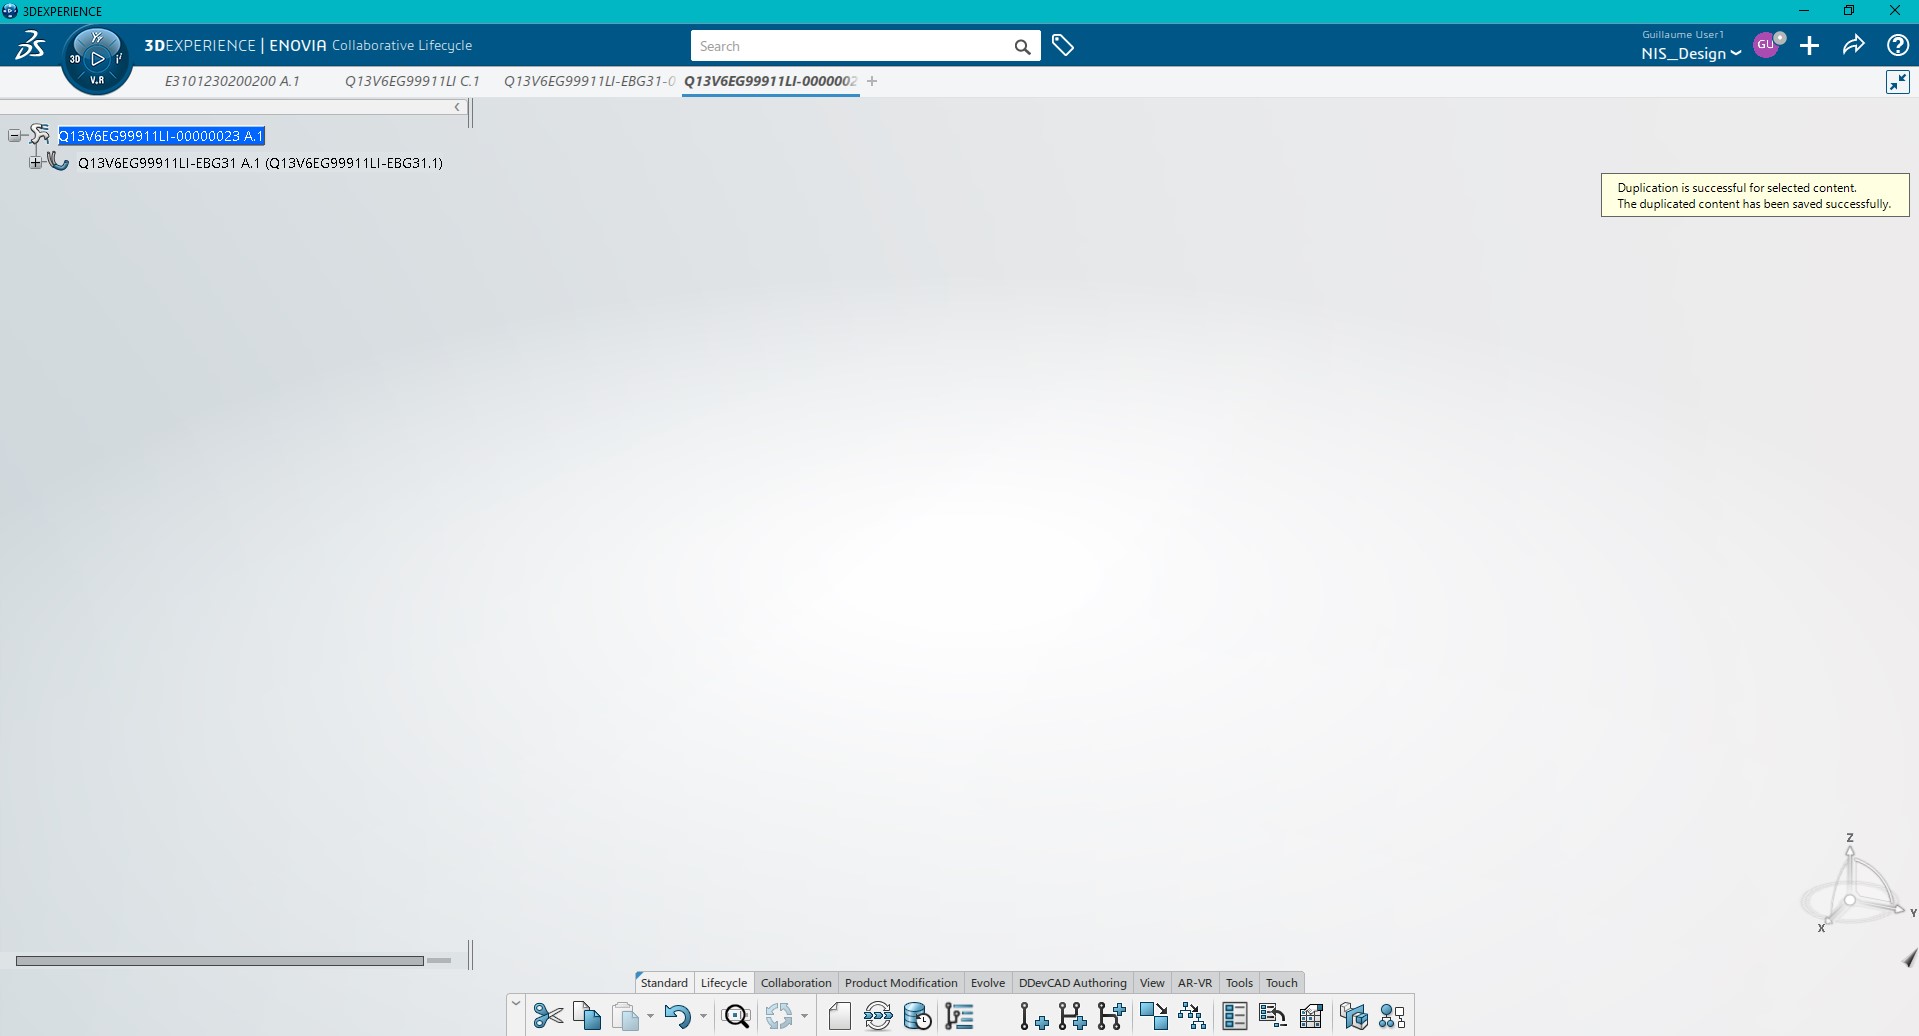 3DEXPERIENCE
3DEXPERIENCE | ENOVIA Collaborative Lifecycle
Search
Guillaume User1
NIS_Design
GU
3D
V.R
E3101230200200 A.1
Q13V6EG99911LI C.1
Q13V6EG99911LI-EBG31-0
Q13V6EG99911LI-0000002
Q13V6EG99911LI-00000023 A.1
Q13V6EG99911LI-EBG31 A.1 (Q13V6EG99911LI-EBG31.1)
Duplication is successful for selected content.
The duplicated content has been saved successfully.
Z
Y
X
Standard Lifecycle Collaboration Product Modification Evolve DDevCAD Authoring View AR-VR Tools Touch